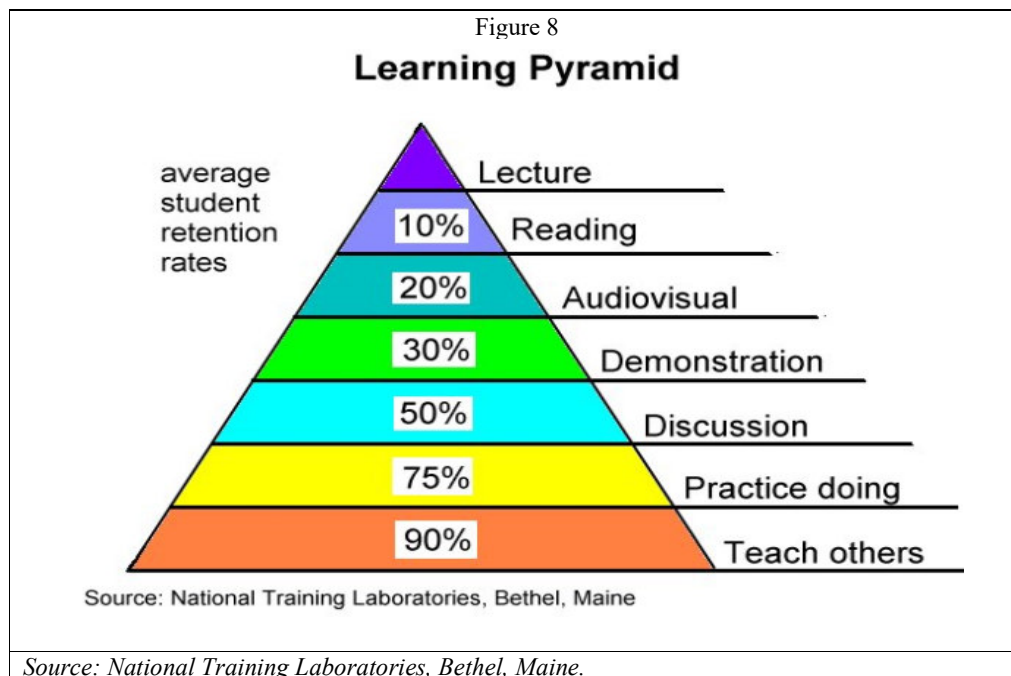 Figure 8
Learning Pyramid
average
student
retention
rates
Lecture
10% Reading
20% Audiovisual
30% Demonstration
50% Discussion
75% Practice doing
90% Teach others
Source: National Training Laboratories, Bethel, Maine
Source: National Training Laboratories, Bethel, Maine.